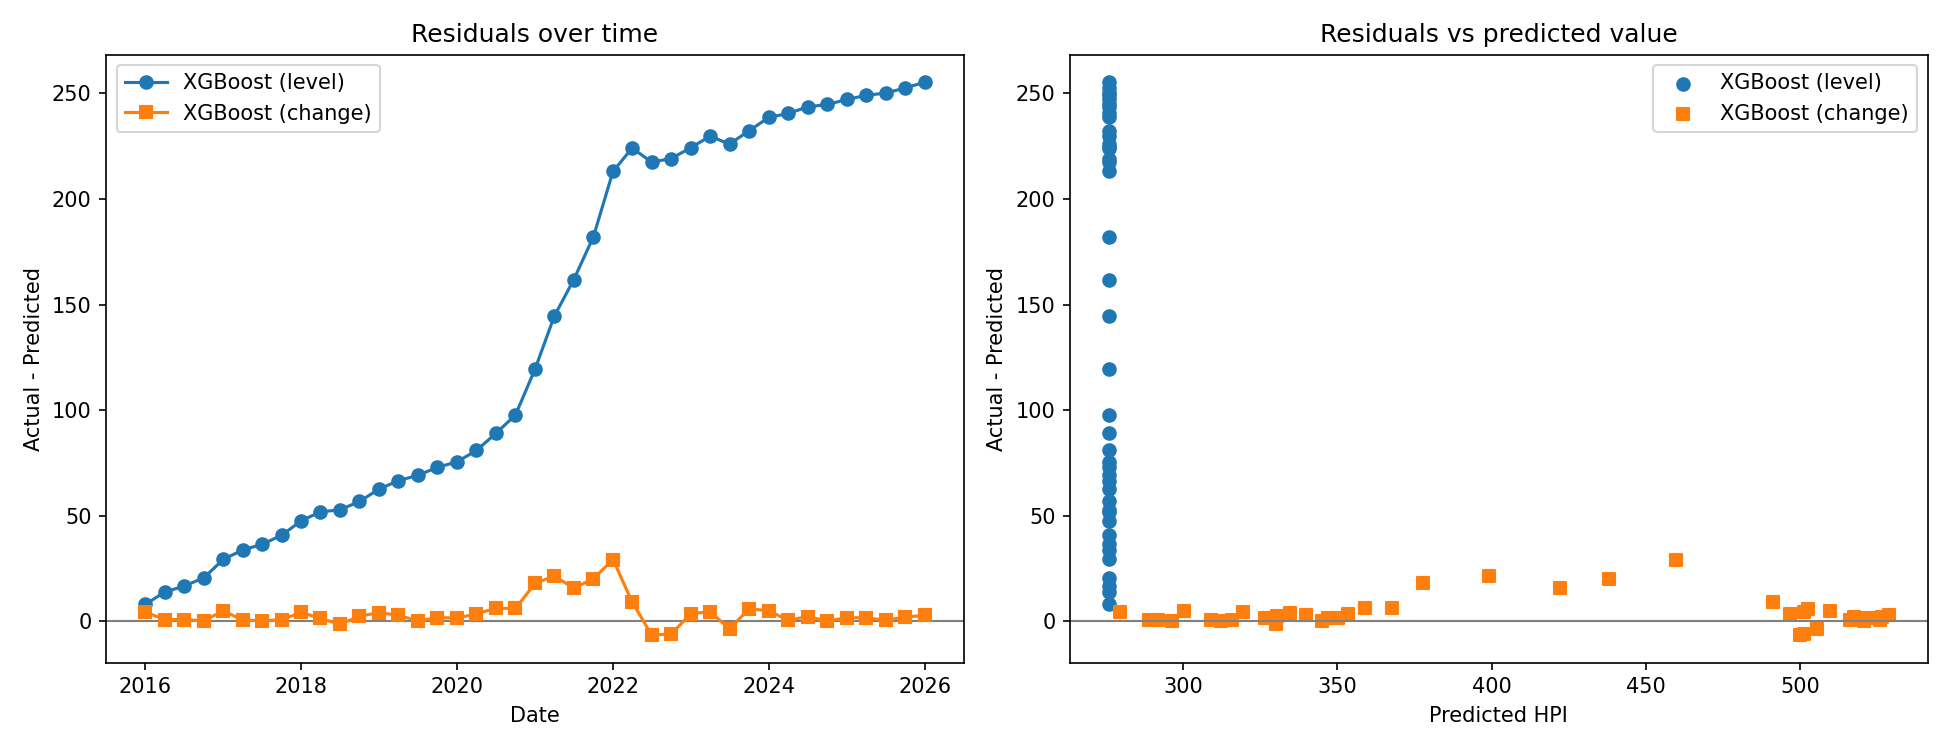 Residuals over time
XGBoost (level)
XGBoost (change)
250
200
150
100
50
0
Actual - Predicted
2016
2018
2020
2022
2024
2026
Date
Residuals vs predicted value
XGBoost (level)
XGBoost (change)
250
200
150
100
50
0
Actual - Predicted
300
350
400
450
500
Predicted HPI